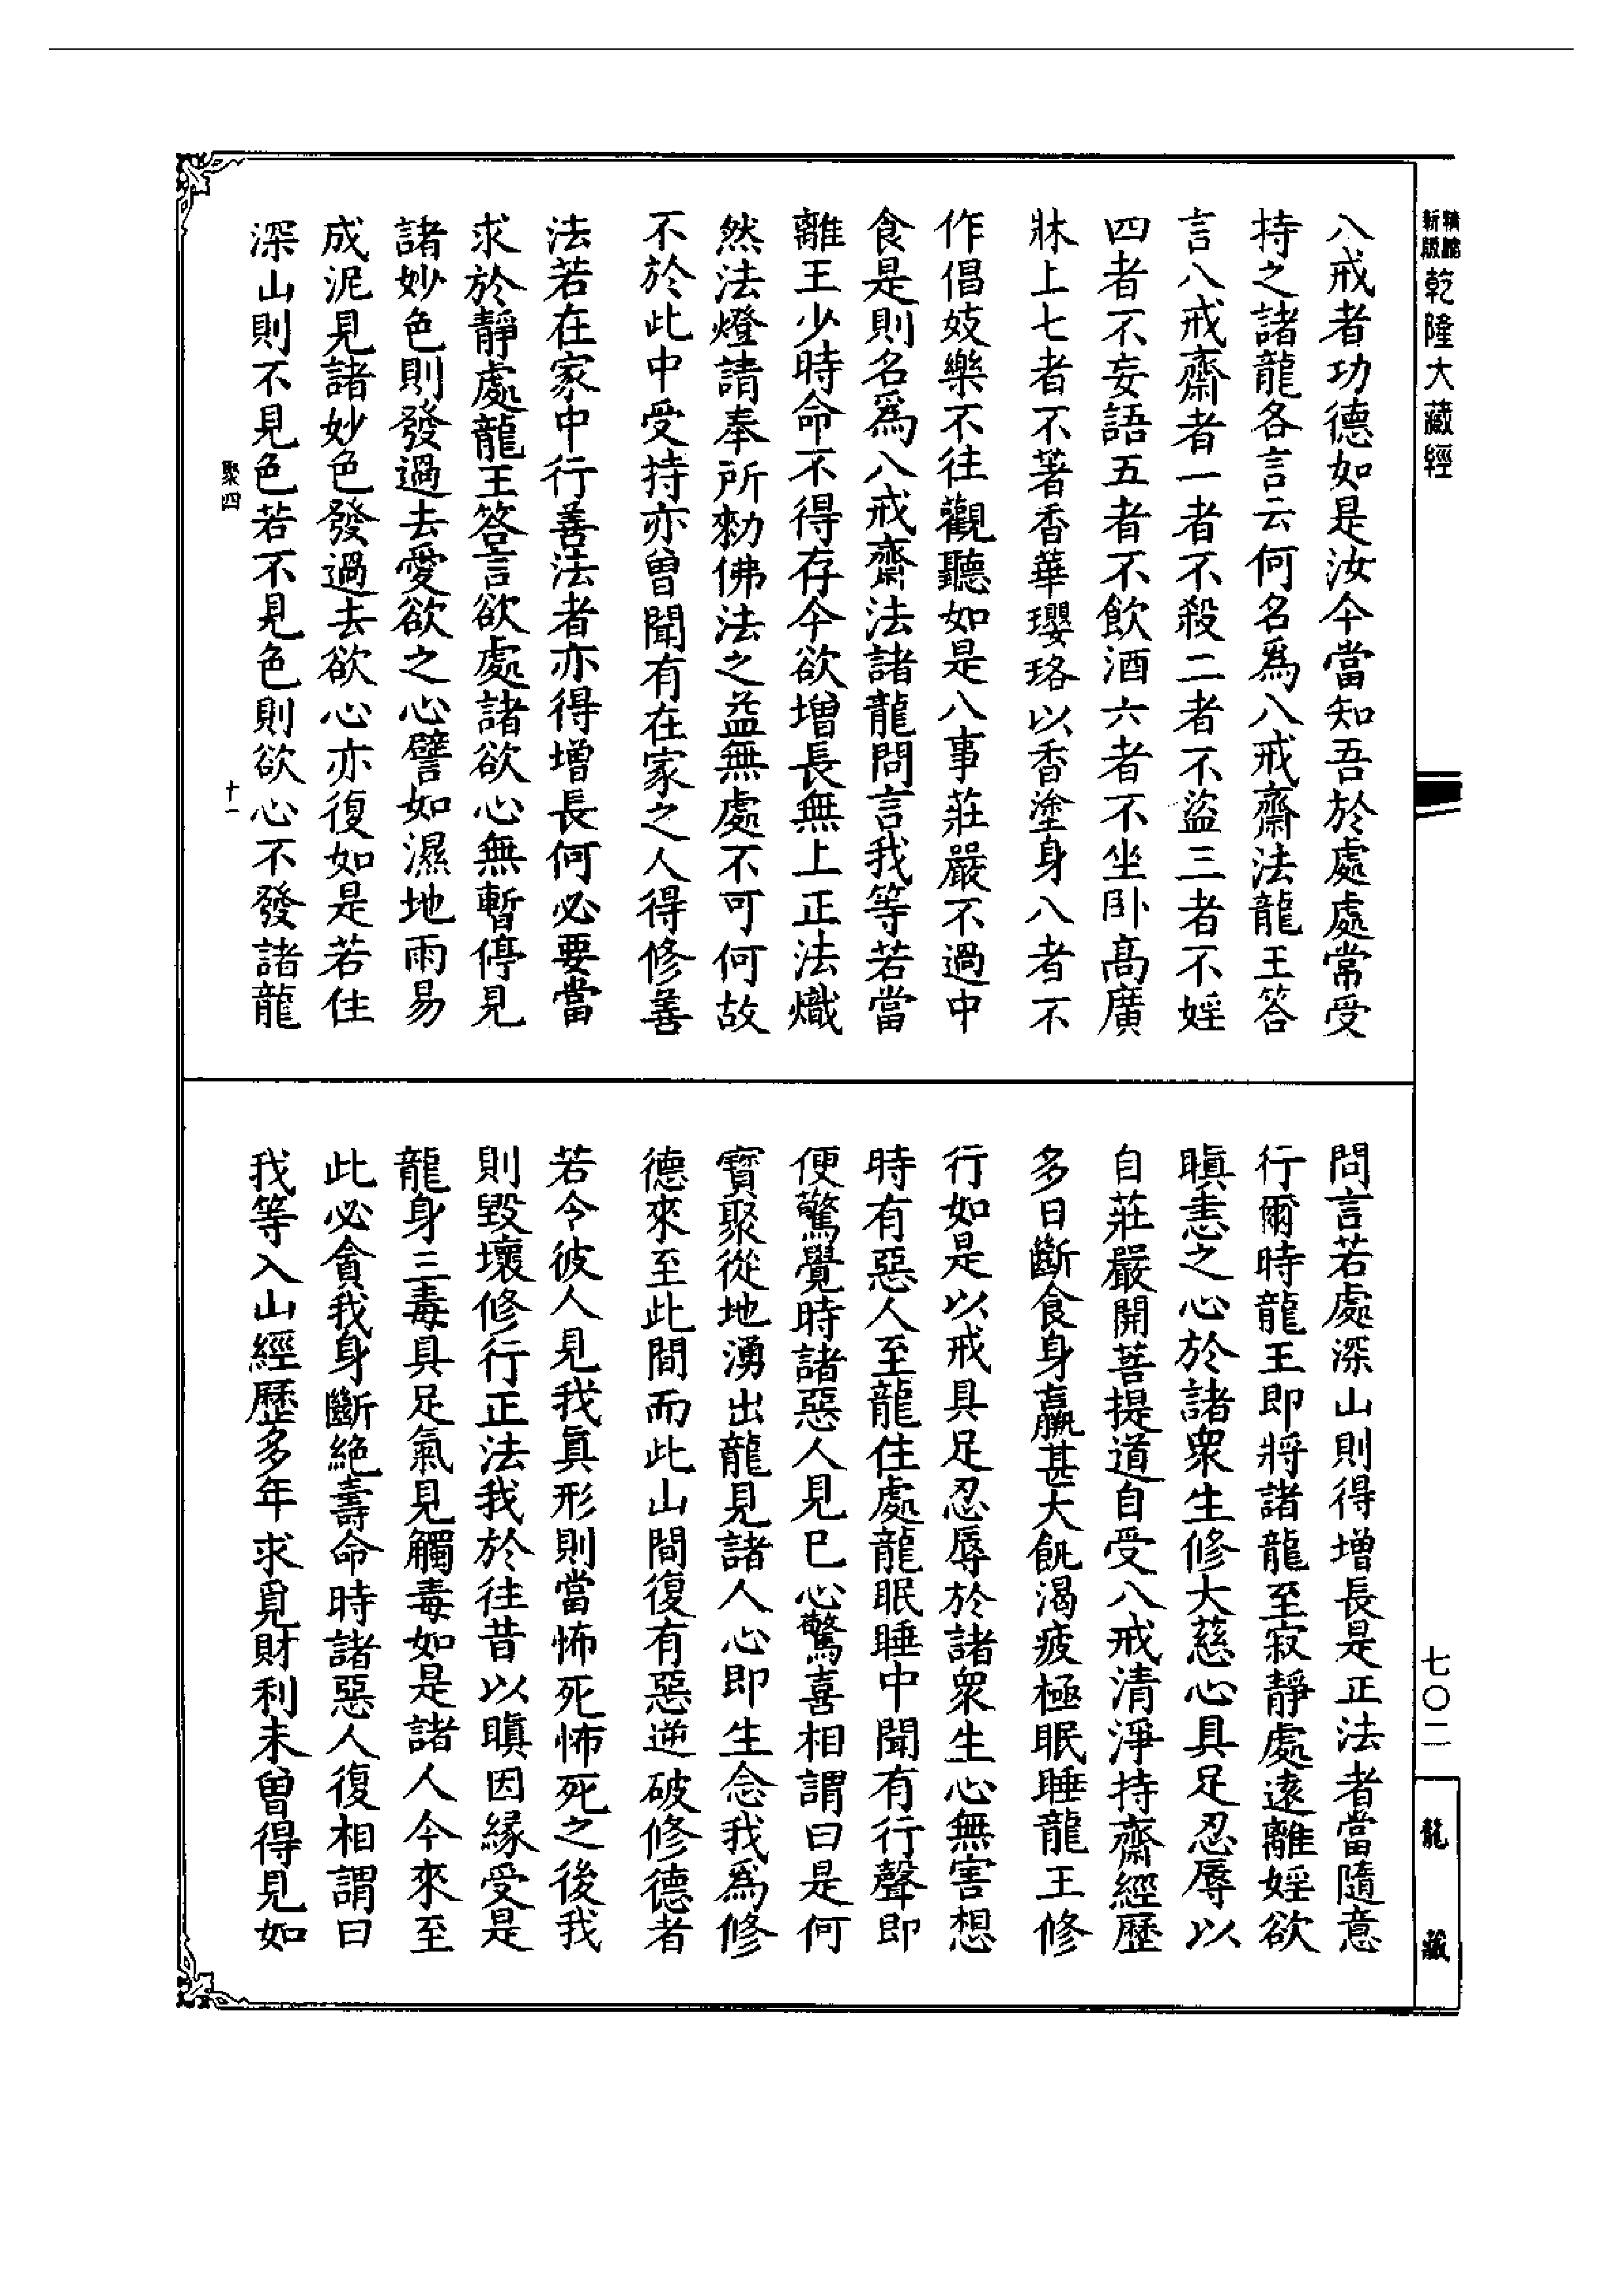 精縮新版乾隆大藏經
八戒者功德如是汝今當知吾於處處常受
持之諸龍各言云何名爲八戒齋法龍王答
言八戒齋者一者不殺二者不盜三者不婬
四者不妄語五者不飲酒六者不坐卧高廣
牀上七者不著香華瓔珞以香塗身八者不
作倡妓樂不往觀聽如是八事莊嚴不過中
食是則名爲八戒齋法諸龍問言我等若當
離王少時命不得存今欲增長無上正法熾
然法燈請奉所勑佛法之益無處不可何故
不於此中受持亦曾聞有在家之人得修善
法若在家中行善法者亦得增長何必要當
求於靜處龍王答言欲處諸欲心無暫停見
諸妙色則發過去愛欲之心譬如濕地雨易
成泥見諸妙色發過去欲心亦復如是若住
深山則不見色若不見色則欲心不發諸龍
聚四 十一
問言若處深山則得增長是正法者當隨意
行爾時龍王即將諸龍至寂靜處遠離婬欲
瞋恚之心於諸衆生修大慈心具足忍辱以
自莊嚴開菩提道自受八戒清淨持齋經歷
多日斷食身羸甚大飢渴疲極眠睡龍王修
行如是以戒具足忍辱於諸衆生心無害想
時有惡人至龍住處龍眠睡中聞有行聲即
便驚覺時諸惡人見已心驚喜相謂曰是何
寶聚從地湧出龍見諸人心即生念我爲修
德來至此間而此山間復有惡逆破修德者
若令彼人見我眞形則當怖死怖死之後我
則毀壞修行正法我於往昔以瞋因緣受是
龍身三毒具足氣見觸毒如是諸人今來至
此必貪我身斷絕壽命時諸惡人復相謂曰
我等入山經歷多年求覓財利未曾得見如
七〇二
龍藏